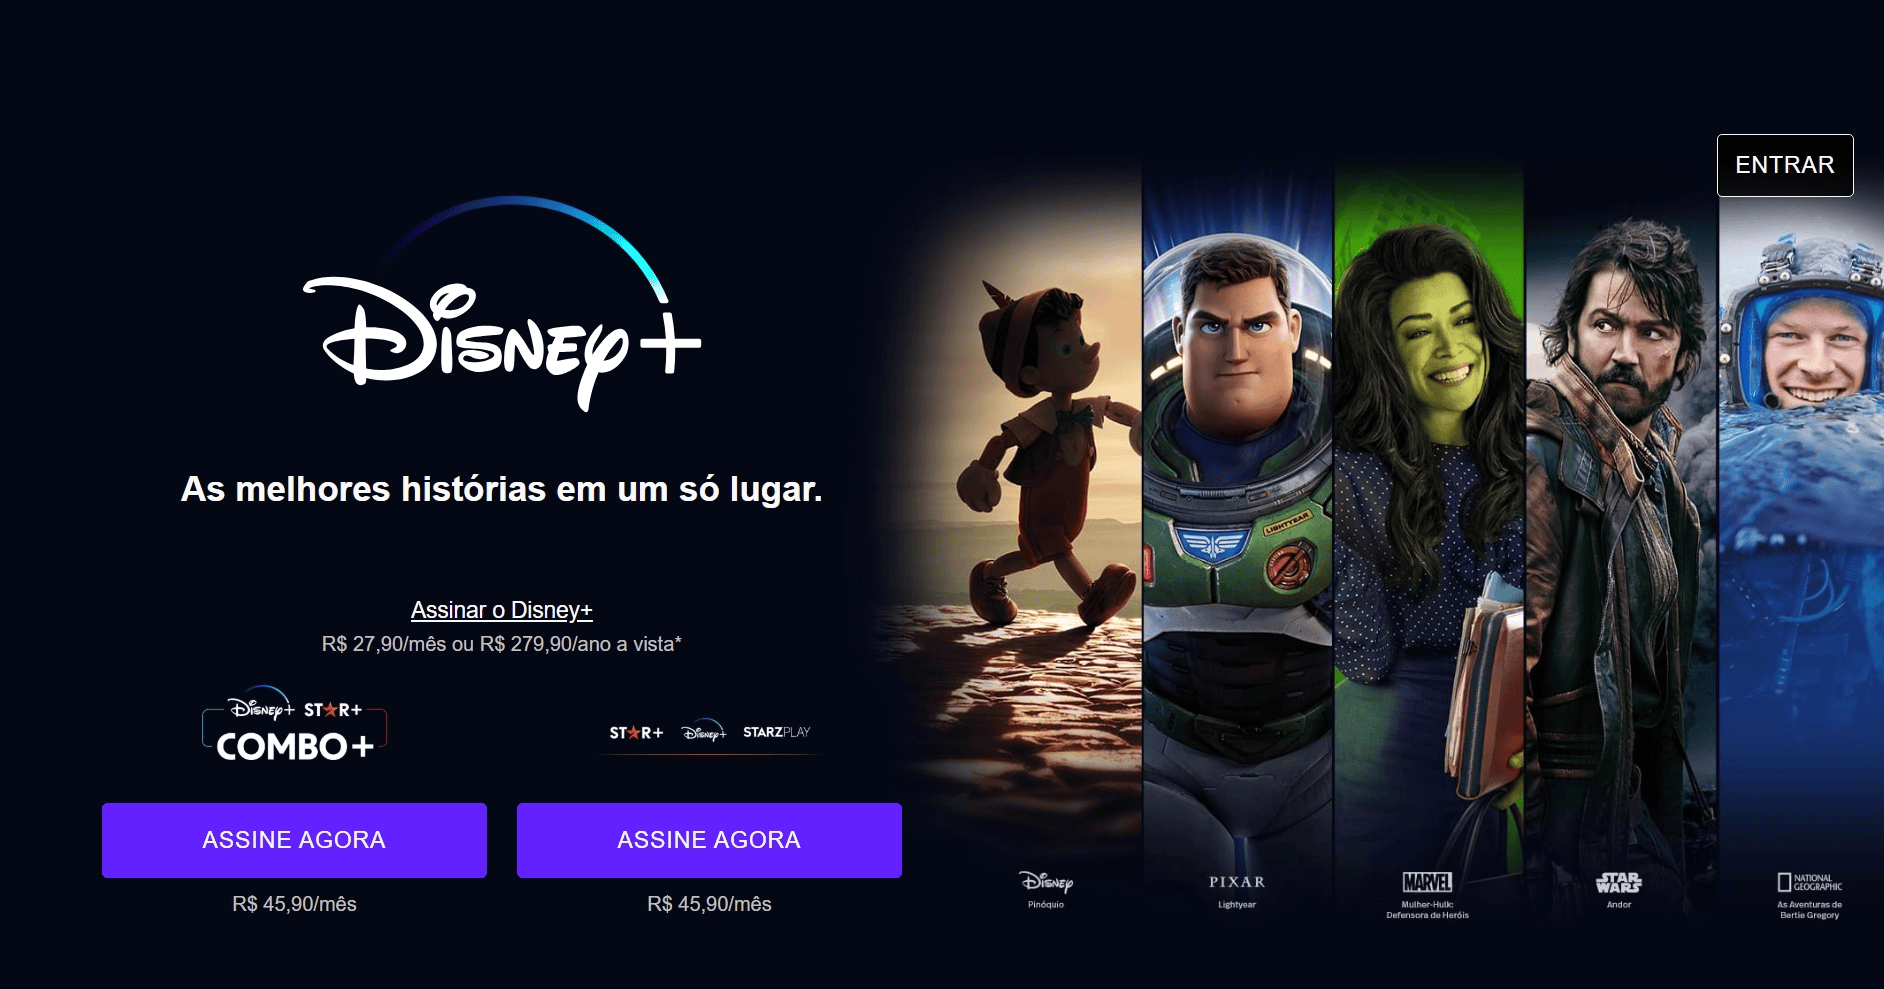 ENTRAR
Disney+
As melhores histórias em um só lugar.
Assinar o Disney+
R$ 27,90/mês ou R$ 279,90/ano a vista*
Disney+ STAR+
COMBO+
STAR+ Disney+ STARZPLAY
ASSINE AGORA
ASSINE AGORA
R$ 45,90/mês
R$ 45,90/mês
LIGHTYEAR
Disney
Pinóquio
PIXAR
Lightyear
MARVEL
Mulher-Hulk:
Defensora de Heróis
STAR
WARS
Andor
NATIONAL
GEOGRAPHIC
As Aventuras de
Bertie Gregory